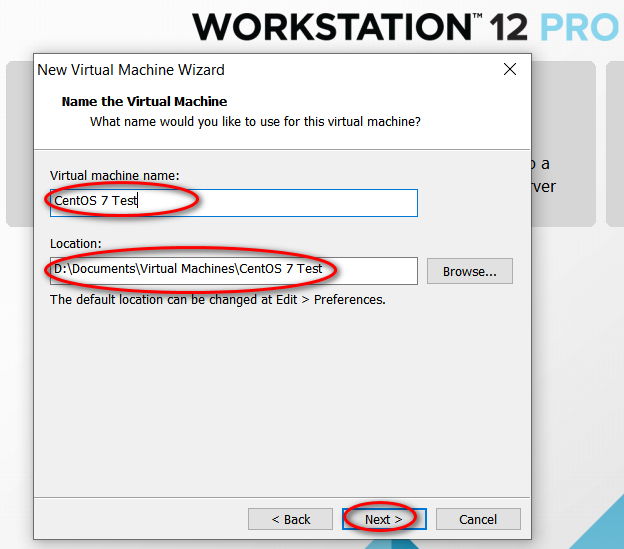 WORKSTATION™ 12 PRO
New Virtual Machine Wizard
Name the Virtual Machine
What name would you like to use for this virtual machine?
a
Virtual machine name:
CentOS 7 Test
Location:
D:\Documents\Virtual Machines\CentOS 7 Test
Browse...
The default location can be changed at Edit > Preferences.
< Back
Next >
Cancel